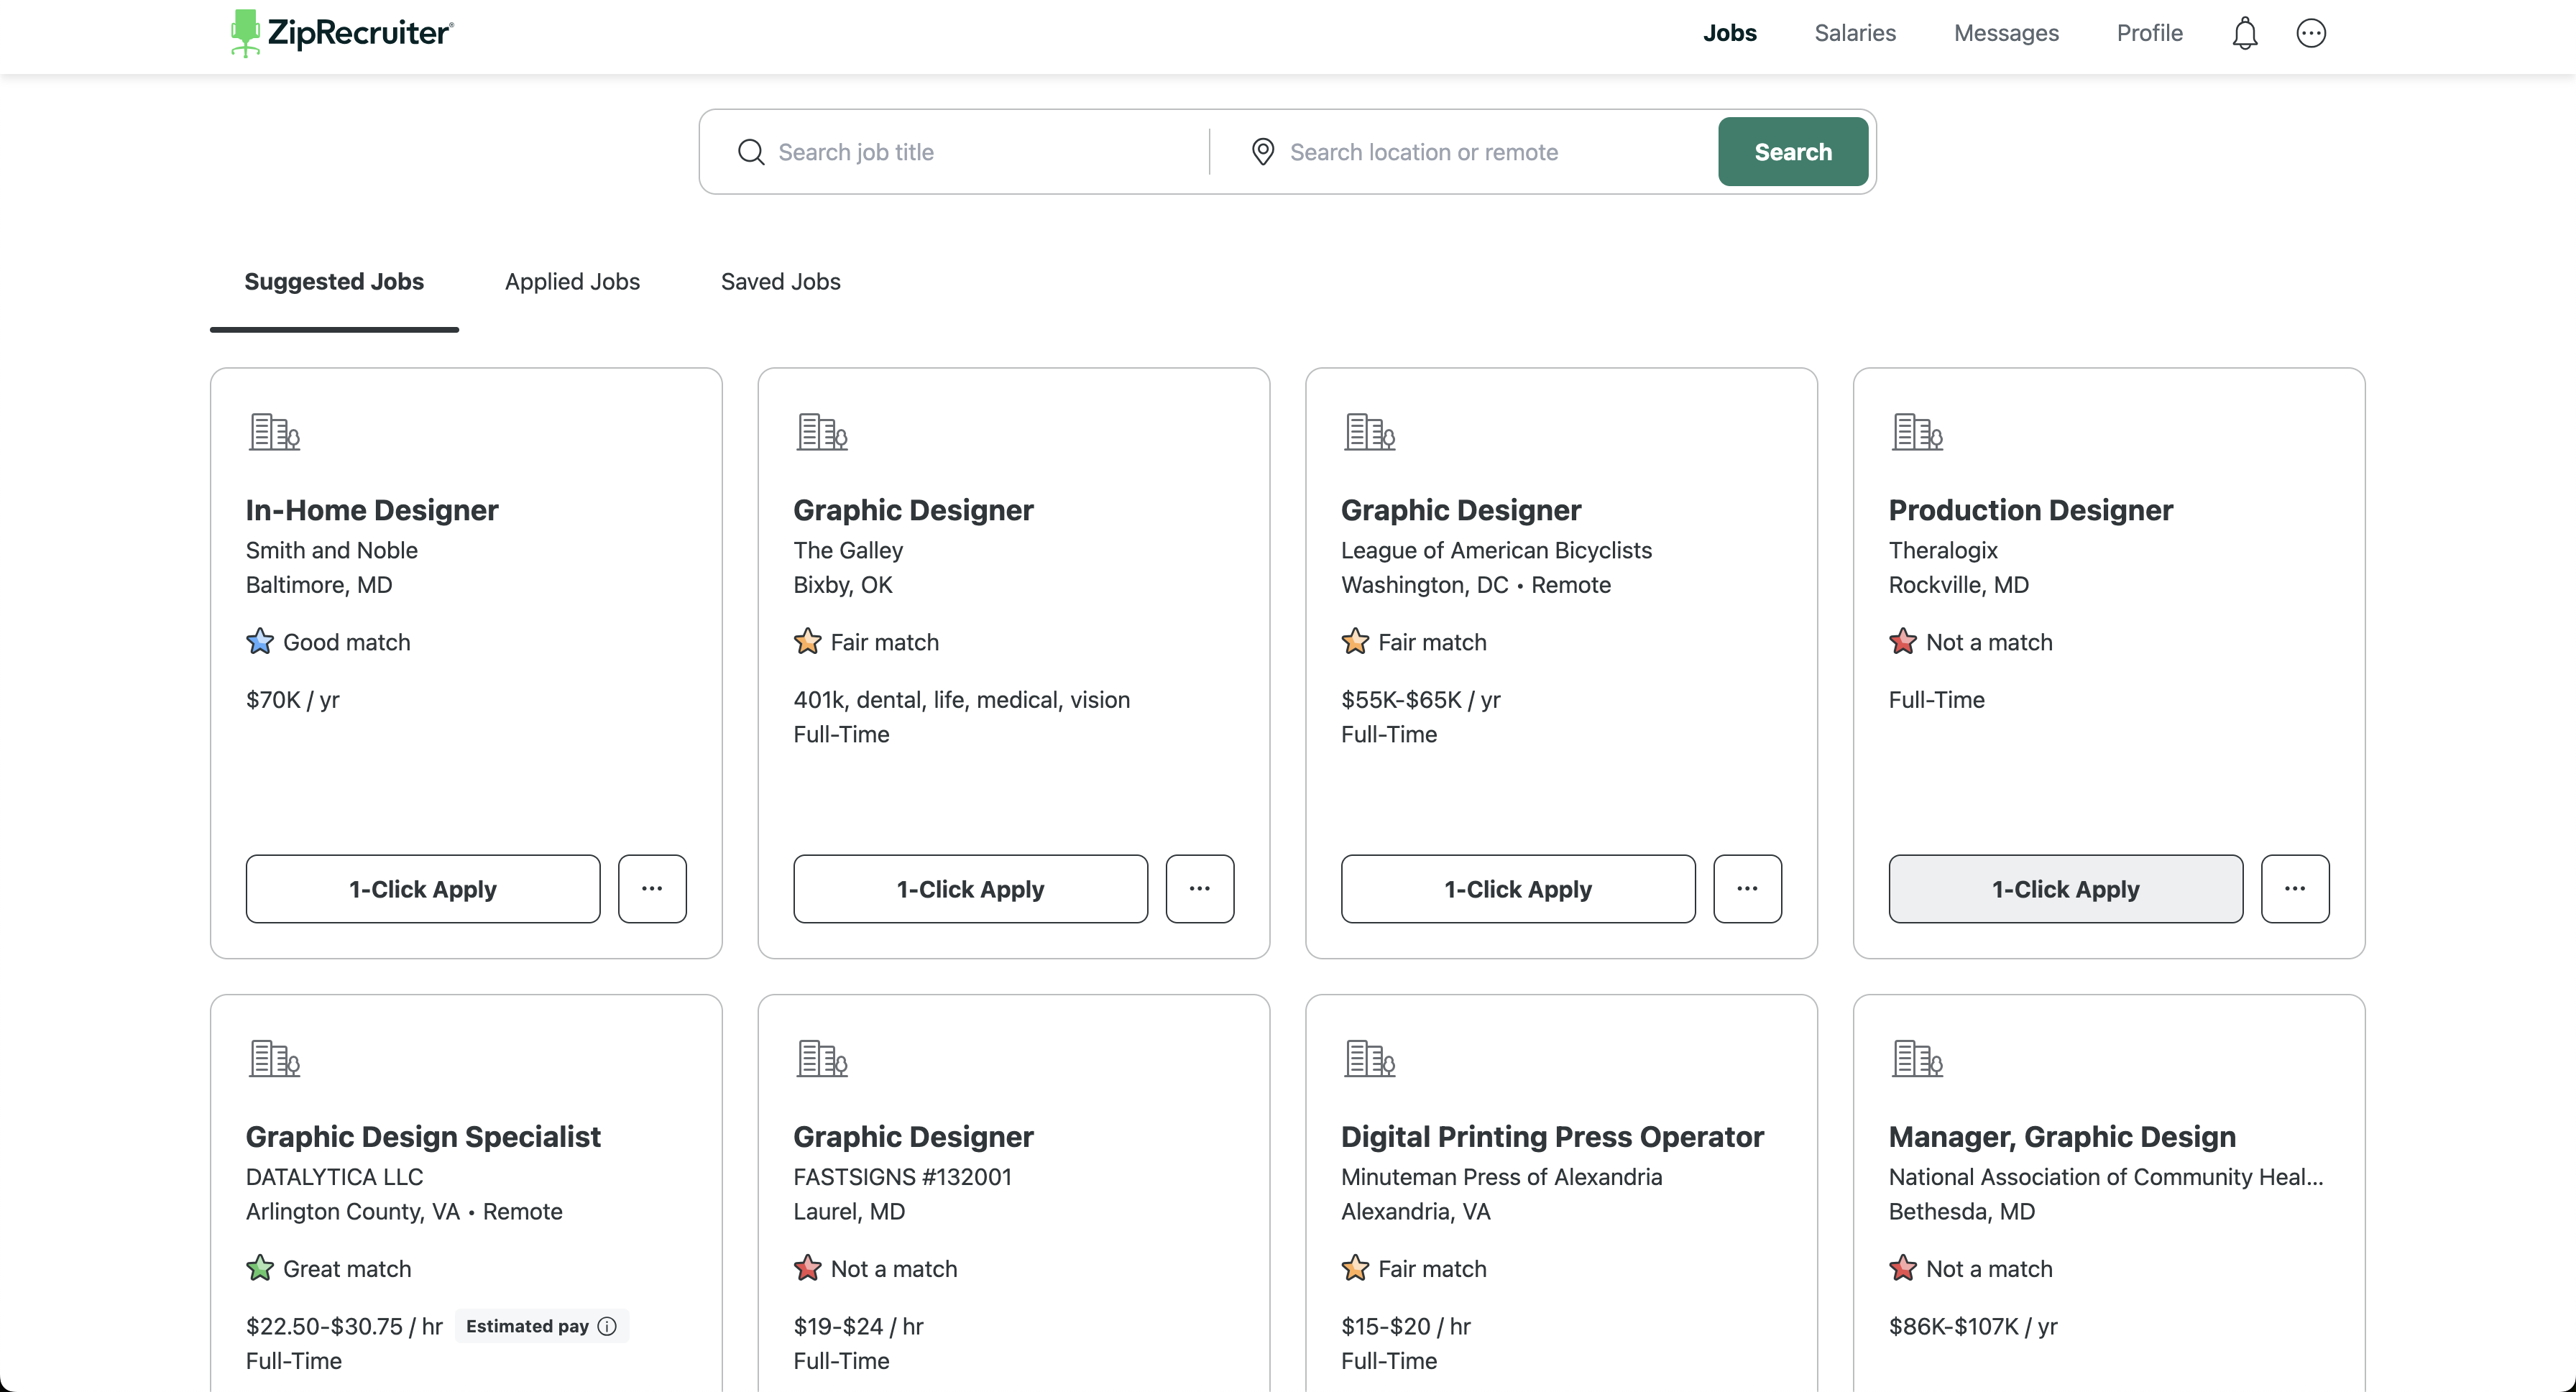 ZipRecruiter
Jobs
Salaries
Messages
Profile
Search job title
Search location or remote
Search
Suggested Jobs
Applied Jobs
Saved Jobs
In-Home Designer
Smith and Noble
Baltimore, MD
Good match
$70K / yr
1-Click Apply
Graphic Designer
The Galley
Bixby, OK
Fair match
401k, dental, life, medical, vision
Full-Time
1-Click Apply
Graphic Designer
League of American Bicyclists
Washington, DC • Remote
Fair match
$55K-$65K / yr
Full-Time
1-Click Apply
Production Designer
Theralogix
Rockville, MD
Not a match
Full-Time
1-Click Apply
Graphic Design Specialist
DATALYTICA LLC
Arlington County, VA • Remote
Great match
$22.50-$30.75 / hr Estimated pay
Full-Time
Graphic Designer
FASTSIGNS #132001
Laurel, MD
Not a match
$19-$24 / hr
Full-Time
Digital Printing Press Operator
Minuteman Press of Alexandria
Alexandria, VA
Fair match
$15-$20 / hr
Full-Time
Manager, Graphic Design
National Association of Community Heal...
Bethesda, MD
Not a match
$86K-$107K / yr